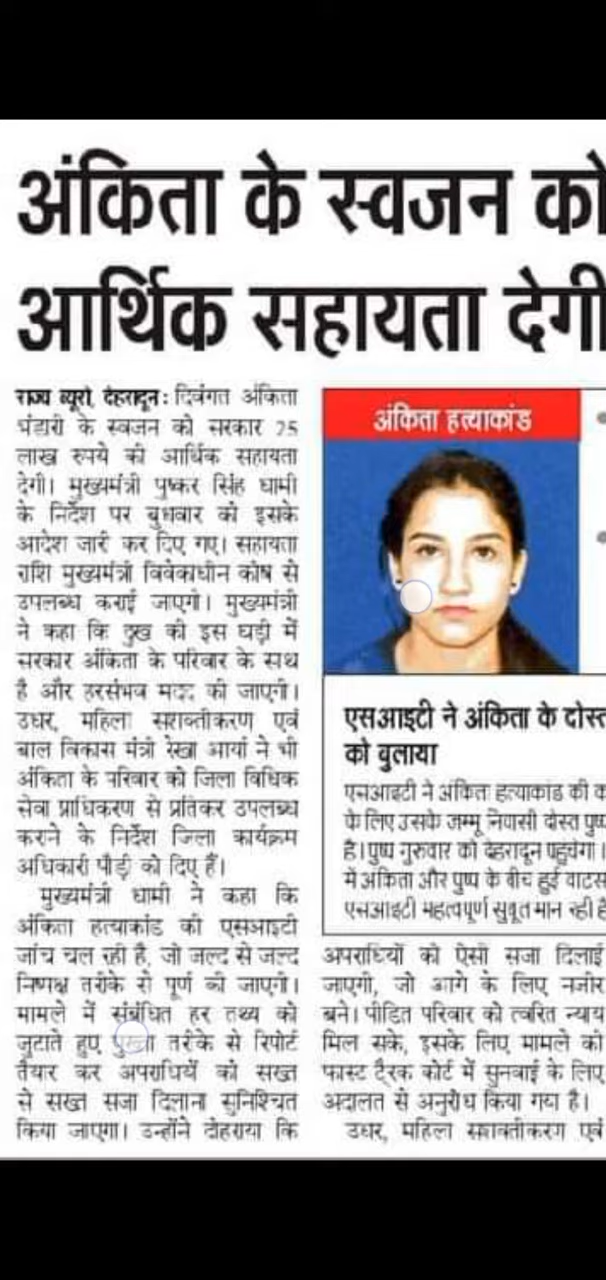 अंकिता के स्वजन को
आर्थिक सहायता देगी
राज्य ब्यूरो, देहरादून: दिवंगत अंकिता
भंडारी के स्वजन को सरकार 25
लाख रुपये की आर्थिक सहायता
देगी। मुख्यमंत्री पुष्कर सिंह धामी
के निर्देश पर बुधवार को इसके
आदेश जारी कर दिए गए। सहायता
राशि मुख्यमंत्री विवेकाधीन कोष से
उपलब्ध कराई जाएगी। मुख्यमंत्री
ने कहा कि दुख की इस घड़ी में
सरकार अंकिता के परिवार के साथ
है और हरसंभव मदद की जाएगी।
उधर, महिला सशक्तीकरण एवं
बाल विकास मंत्री रेखा आर्या ने भी
अंकिता के परिवार को जिला विधिक
सेवा प्राधिकरण से प्रतिकर उपलब्ध
कराने के निर्देश जिला कार्यक्रम
अधिकारी पौड़ी को दिए हैं।
मुख्यमंत्री धामी ने कहा कि
अंकिता हत्याकांड की एसआइटी
जांच चल रही है, जो जल्द से जल्द
निष्पक्ष तरीके से पूर्ण की जाएगी।
मामले में संबंधित हर तथ्य को
जुटाते हुए तरीके से रिपोर्ट
तैयार कर अपराधियों को सख्त
से सख्त सजा दिलाना सुनिश्चित
किया जाएगा। उन्होंने दोहराया कि
अंकिता हत्याकांड
एसआइटी ने अंकिता के दोस्त
को बुलाया
एसआइटी ने अंकिता हत्याकांड की
के लिए उसके जम्मू निवासी दोस्त पुष्प
है। पुष्प गुरुवार को देहरादून पहुंचेगा।
में अंकिता और पुष्प के बीच हुई वाटस
एसआइटी महत्वपूर्ण सुबूत मान रही है
अपराधियों को ऐसी सजा दिलाई
जाएगी, जो आगे के लिए नजीर
बने। पीडित परिवार को त्वरित न्याय
मिल सके, इसके लिए मामले को
फास्ट ट्रैक कोर्ट में सुनवाई के लिए
अदालत से अनुरोध किया गया है।
उधर, महिला सशक्तीकरण एवं